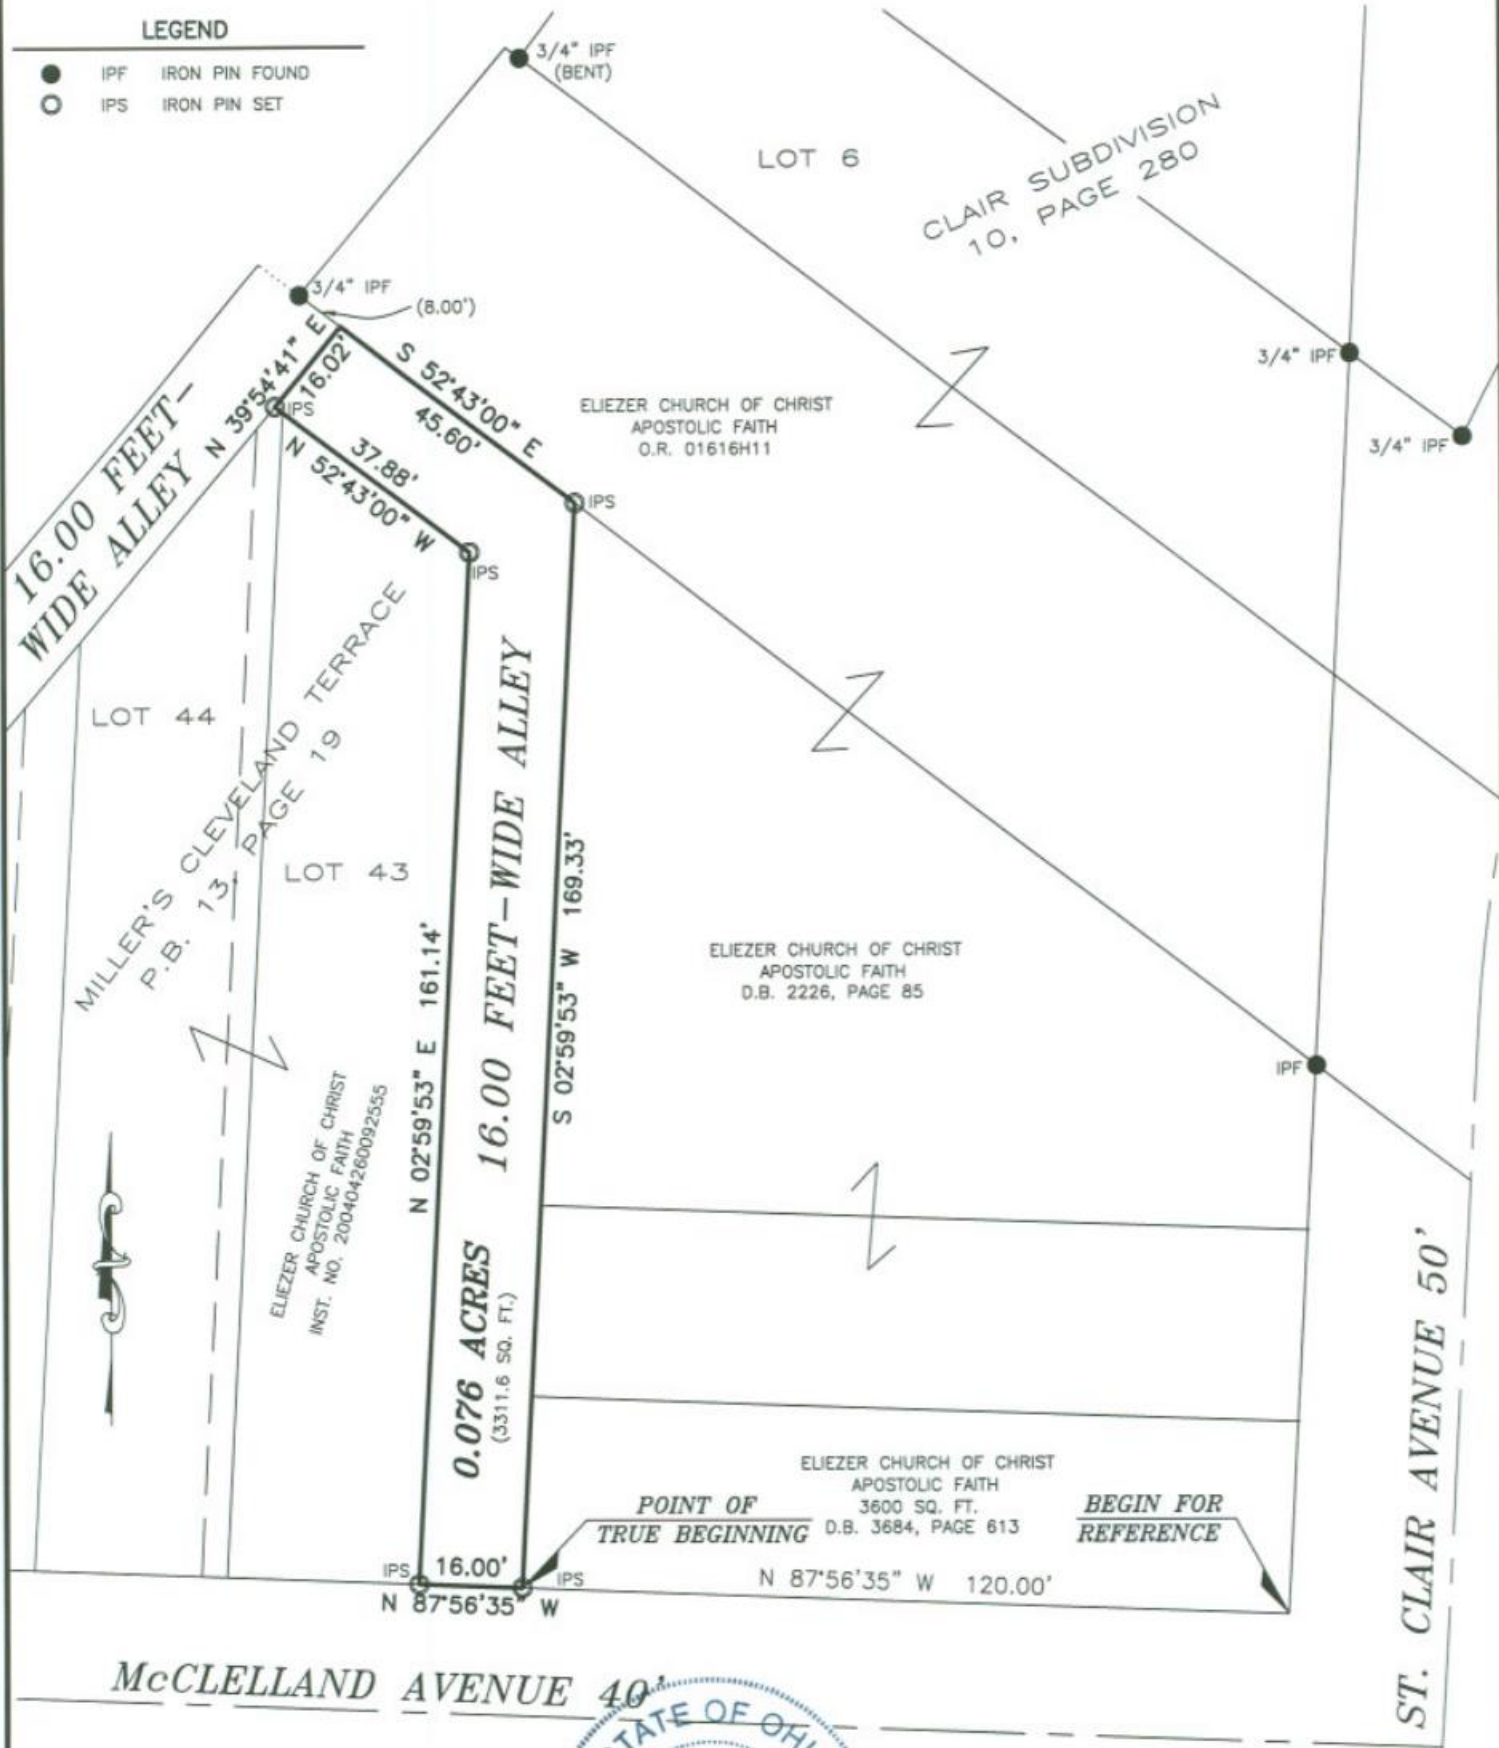 LEGEND
IPF IRON PIN FOUND
IPS IRON PIN SET
3/4" IPF
(BENT)
LOT 6
CLAIR SUBDIVISION
10, PAGE 280
3/4" IPF
(8.00')
3/4" IPF
3/4" IPF
N 39°54'41" E
16.02'
IPS
S 52°43'00" E
45.60'
ELIEZER CHURCH OF CHRIST
APOSTOLIC FAITH
O.R. 01616H11
16.00 FEET-
WIDE ALLEY
37.88'
N 52°43'00" W
IPS
IPS
LOT 44
MILLER'S CLEVELAND TERRACE
P.B. 13, PAGE 19
LOT 43
16.00 FEET-WIDE ALLEY
N 02°59'53" E 161.14'
S 02°59'53" W 169.33'
ELIEZER CHURCH OF CHRIST
APOSTOLIC FAITH
D.B. 2226, PAGE 85
IPF
ELIEZER CHURCH OF CHRIST
APOSTOLIC FAITH
INST. NO. 200404260092555
0.076 ACRES
(3311.6 SQ. FT.)
ELIEZER CHURCH OF CHRIST
APOSTOLIC FAITH
3600 SQ. FT.
D.B. 3684, PAGE 613
POINT OF
TRUE BEGINNING
BEGIN FOR
REFERENCE
IPS 16.00' IPS
N 87°56'35" W
N 87°56'35" W 120.00'
ST. CLAIR AVENUE 50'
McCLELLAND AVENUE 40'
STATE OF OH